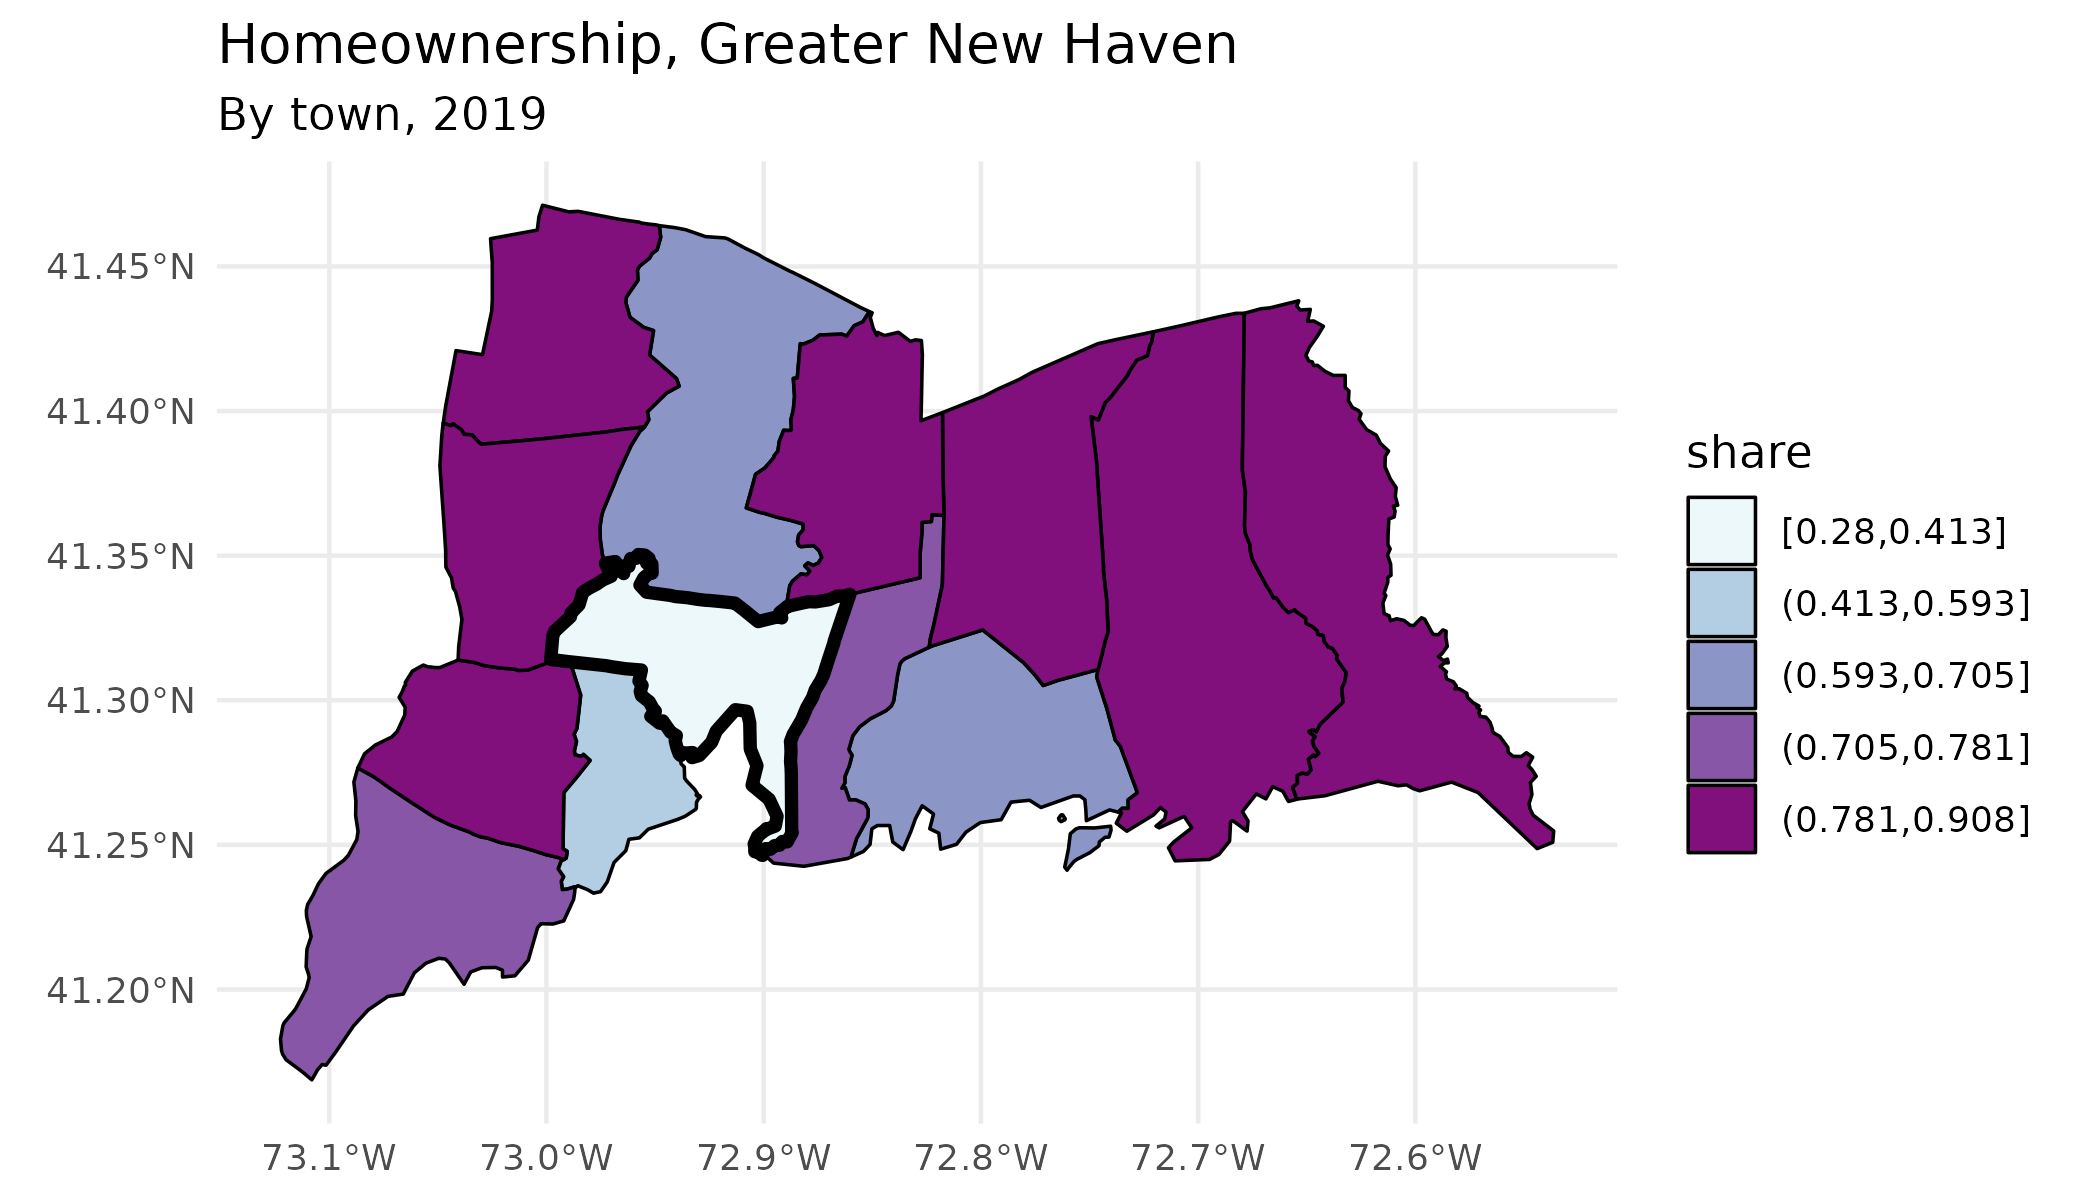 Homeownership, Greater New Haven
By town, 2019
41.45°N
41.40°N
41.35°N
41.30°N
41.25°N
41.20°N
73.1°W
73.0°W
72.9°W
72.8°W
72.7°W
72.6°W
share
[0.28,0.413]
(0.413,0.593]
(0.593,0.705]
(0.705,0.781]
(0.781,0.908]